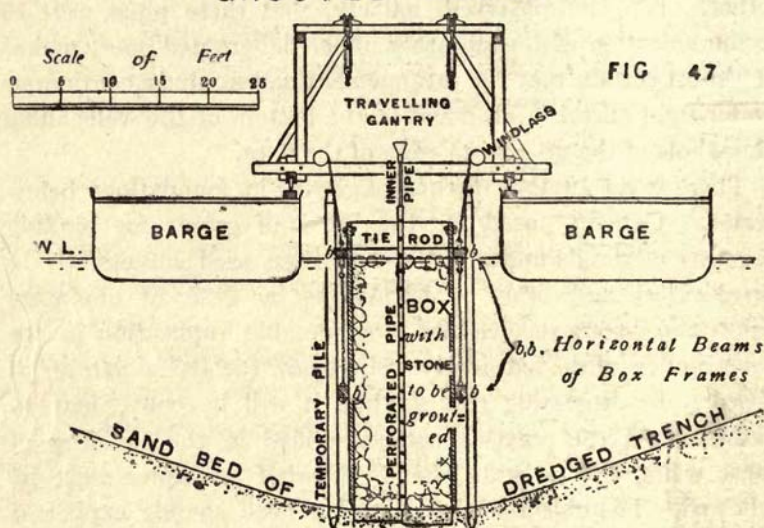 Scale of Feet
0 5 10 15 20 25
FIG 47
TRAVELLING
GANTRY
WINDLASS
INNER
PIPE
BARGE
TIE ROD
BARGE
W L.
b b
BOX
with
STONE
to be
grout-
ed
PERFORATED PIPE
TEMPORARY PILE
b b
b,b. Horizontal Beams
of Box Frames
SAND BED OF DREDGED TRENCH